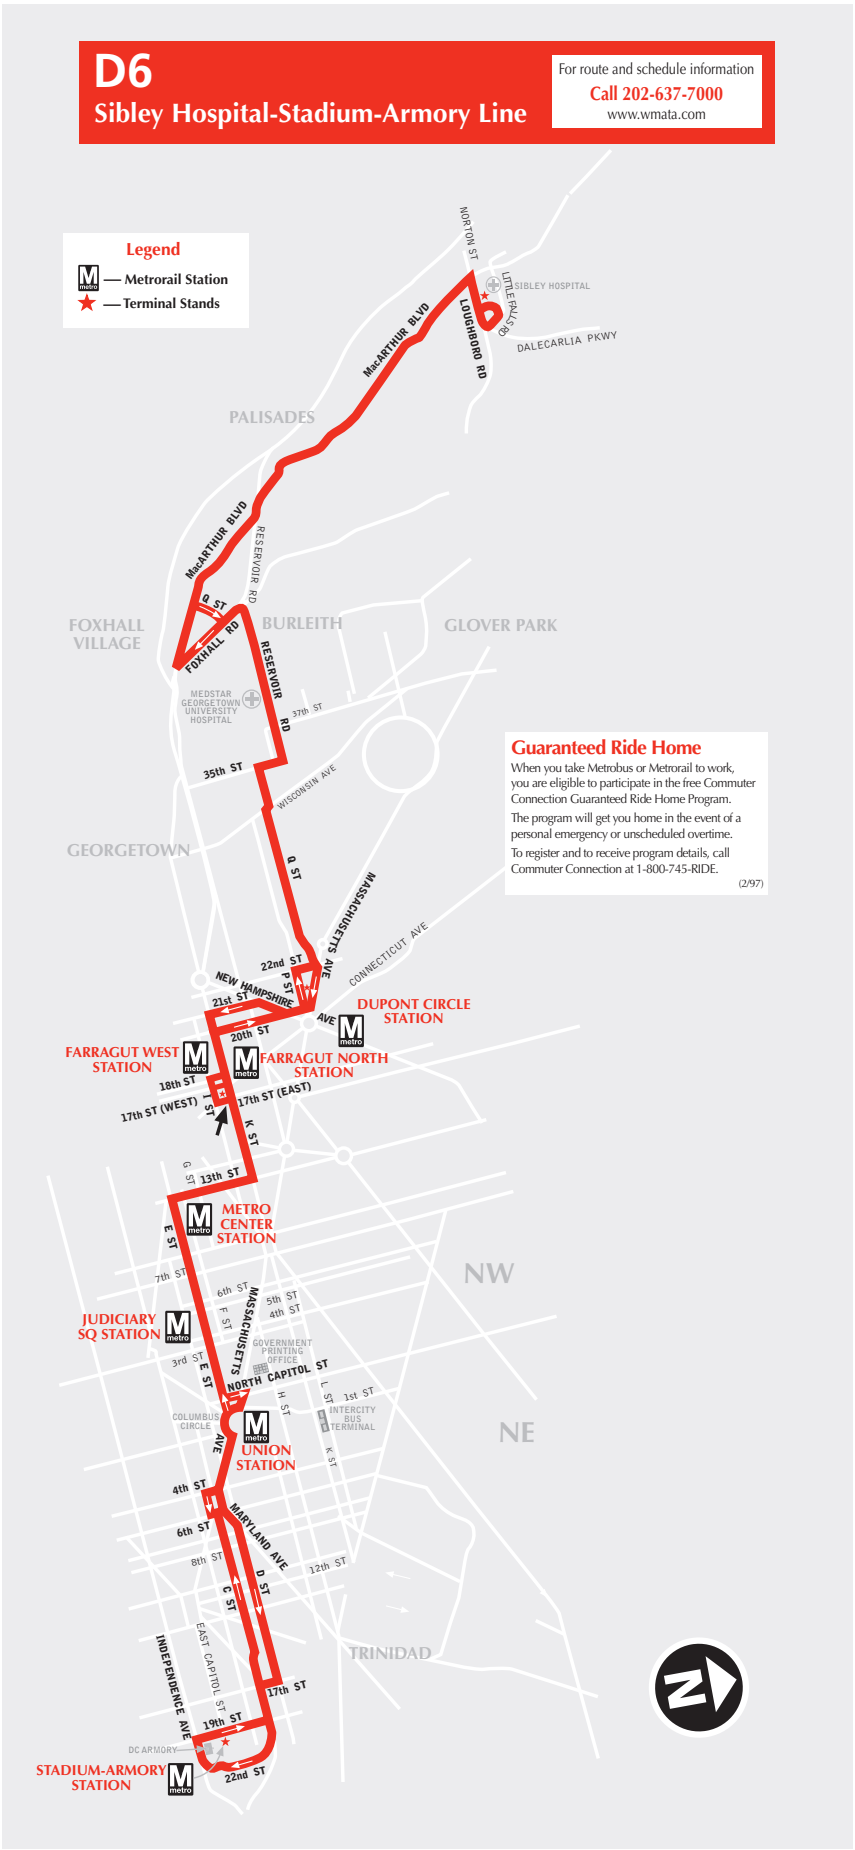 D6
Sibley Hospital-Stadium-Armory Line
For route and schedule information
Call 202-637-7000
www.wmata.com
Legend
M
metro
— Metrorail Station
— Terminal Stands
NORTON ST
LITTLE FALLS RD
SIBLEY HOSPITAL
LOUGHBORO RD
DALECARLIA PKWY
MacARTHUR BLVD
PALISADES
MacARTHUR BLVD
RESERVOIR RD
Q ST
FOXHALL
VILLAGE
FOXHALL RD
BURLEITH
GLOVER PARK
RESERVOIR RD
MEDSTAR
GEORGETOWN
UNIVERSITY
HOSPITAL
37th ST
35th ST
WISCONSIN AVE
Guaranteed Ride Home
When you take Metrobus or Metrorail to work,
you are eligible to participate in the free Commuter
Connection Guaranteed Ride Home Program.
The program will get you home in the event of a
personal emergency or unscheduled overtime.
To register and to receive program details, call
Commuter Connection at 1-800-745-RIDE.
(2/97)
GEORGETOWN
Q ST
MASSACHUSETTS AVE
CONNECTICUT AVE
22nd ST
P ST
NEW HAMPSHIRE AVE
21st ST
20th ST
DUPONT CIRCLE
STATION
M
metro
FARRAGUT WEST
STATION
M
metro
M
metro
FARRAGUT NORTH
STATION
18th ST
17th ST (WEST)
I ST
17th ST (EAST)
K ST
G ST
13th ST
M
metro
METRO
CENTER
STATION
E ST
7th ST
NW
6th ST
5th ST
4th ST
F ST
MASSACHUSETTS
JUDICIARY
SQ STATION
M
metro
GOVERNMENT
PRINTING
OFFICE
3rd ST
E ST
NORTH CAPITOL ST
H ST
L ST
1st ST
COLUMBUS
CIRCLE
INTERCITY
BUS
TERMINAL
NE
AVE
M
metro
UNION
STATION
K ST
4th ST
6th ST
MARYLAND AVE
8th ST
12th ST
D ST
C ST
TRINIDAD
EAST CAPITOL ST
INDEPENDENCE AVE
17th ST
19th ST
N
DC ARMORY
STADIUM-ARMORY
STATION
M
metro
22nd ST